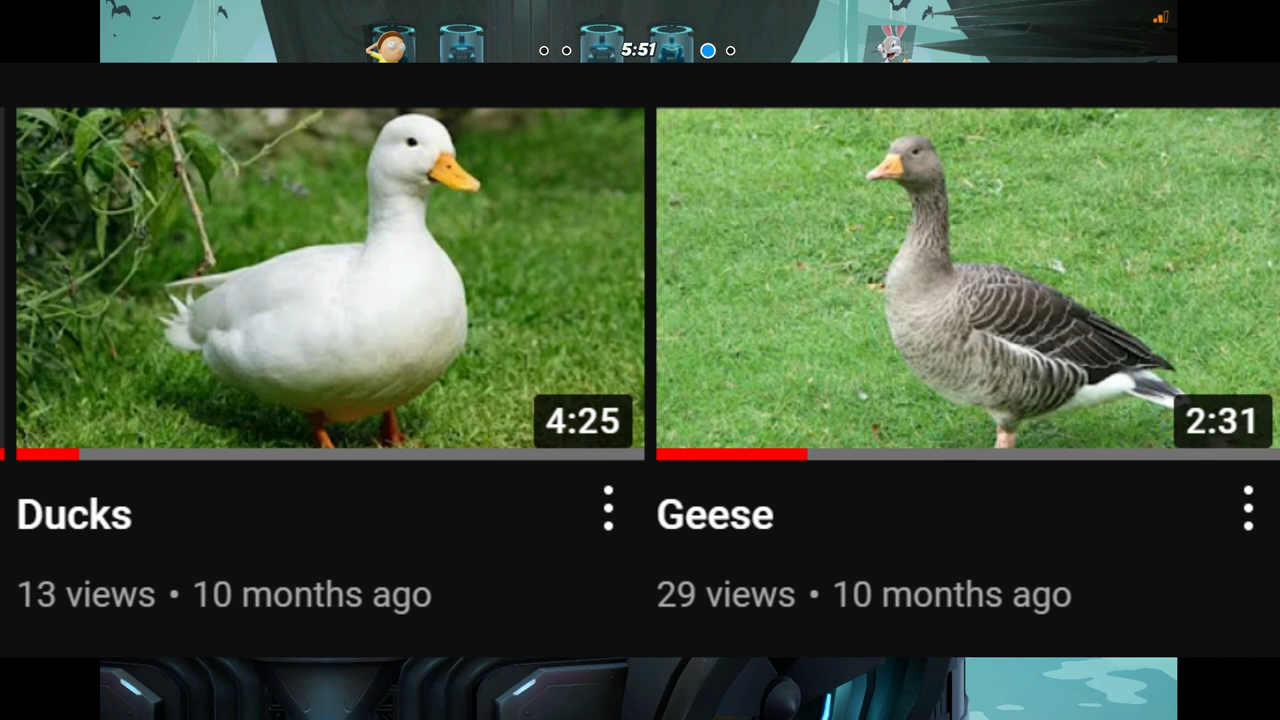 5:51
4:25
2:31
Ducks
Geese
13 views • 10 months ago
29 views • 10 months ago